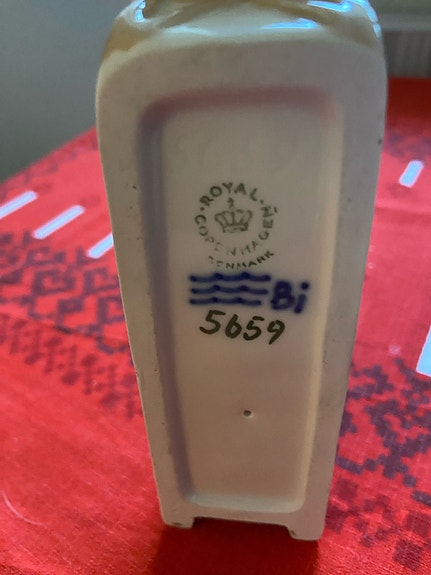 ROYAL
COPENHAGEN
DENMARK
Bi
5659